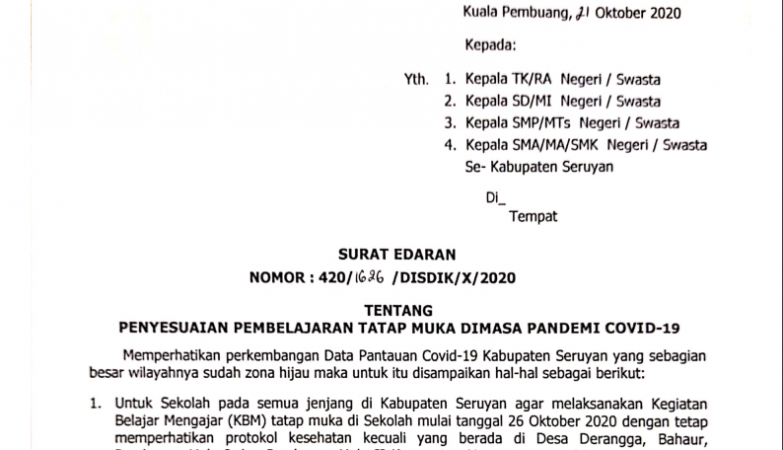 Kuala Pembuang, 21 Oktober 2020
Kepada:
Yth. 1. Kepala TK/RA Negeri / Swasta
2. Kepala SD/MI Negeri / Swasta
3. Kepala SMP/MTs Negeri / Swasta
4. Kepala SMA/MA/SMK Negeri / Swasta
Se- Kabupaten Seruyan
Di_
Tempat
SURAT EDARAN
NOMOR : 420/1626 /DISDIK/X/2020
TENTANG
PENYESUAIAN PEMBELAJARAN TATAP MUKA DIMASA PANDEMI COVID-19
Memperhatikan perkembangan Data Pantauan Covid-19 Kabupaten Seruyan yang sebagian
besar wilayahnya sudah zona hijau maka untuk itu disampaikan hal-hal sebagai berikut:
1. Untuk Sekolah pada semua jenjang di Kabupaten Seruyan agar melaksanakan Kegiatan
Belajar Mengajar (KBM) tatap muka di Sekolah mulai tanggal 26 Oktober 2020 dengan tetap
memperhatikan protokol kesehatan kecuali yang berada di Desa Derangga, Bahaur,